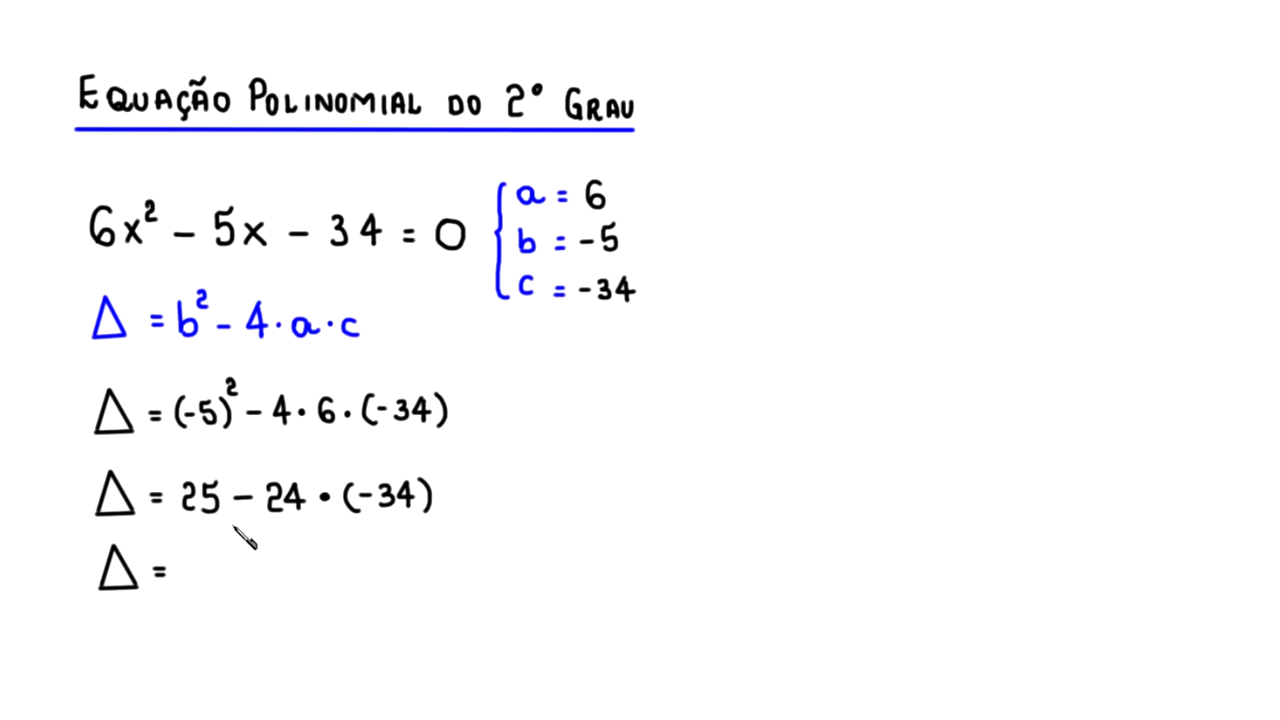 EQUAÇÃO POLINOMIAL DO 2° GRAU
6x² - 5x - 34 = 0
a = 6
b = -5
c = -34
Δ = b² - 4·a·c
Δ = (-5)² - 4·6·(-34)
Δ = 25 - 24·(-34)
Δ =